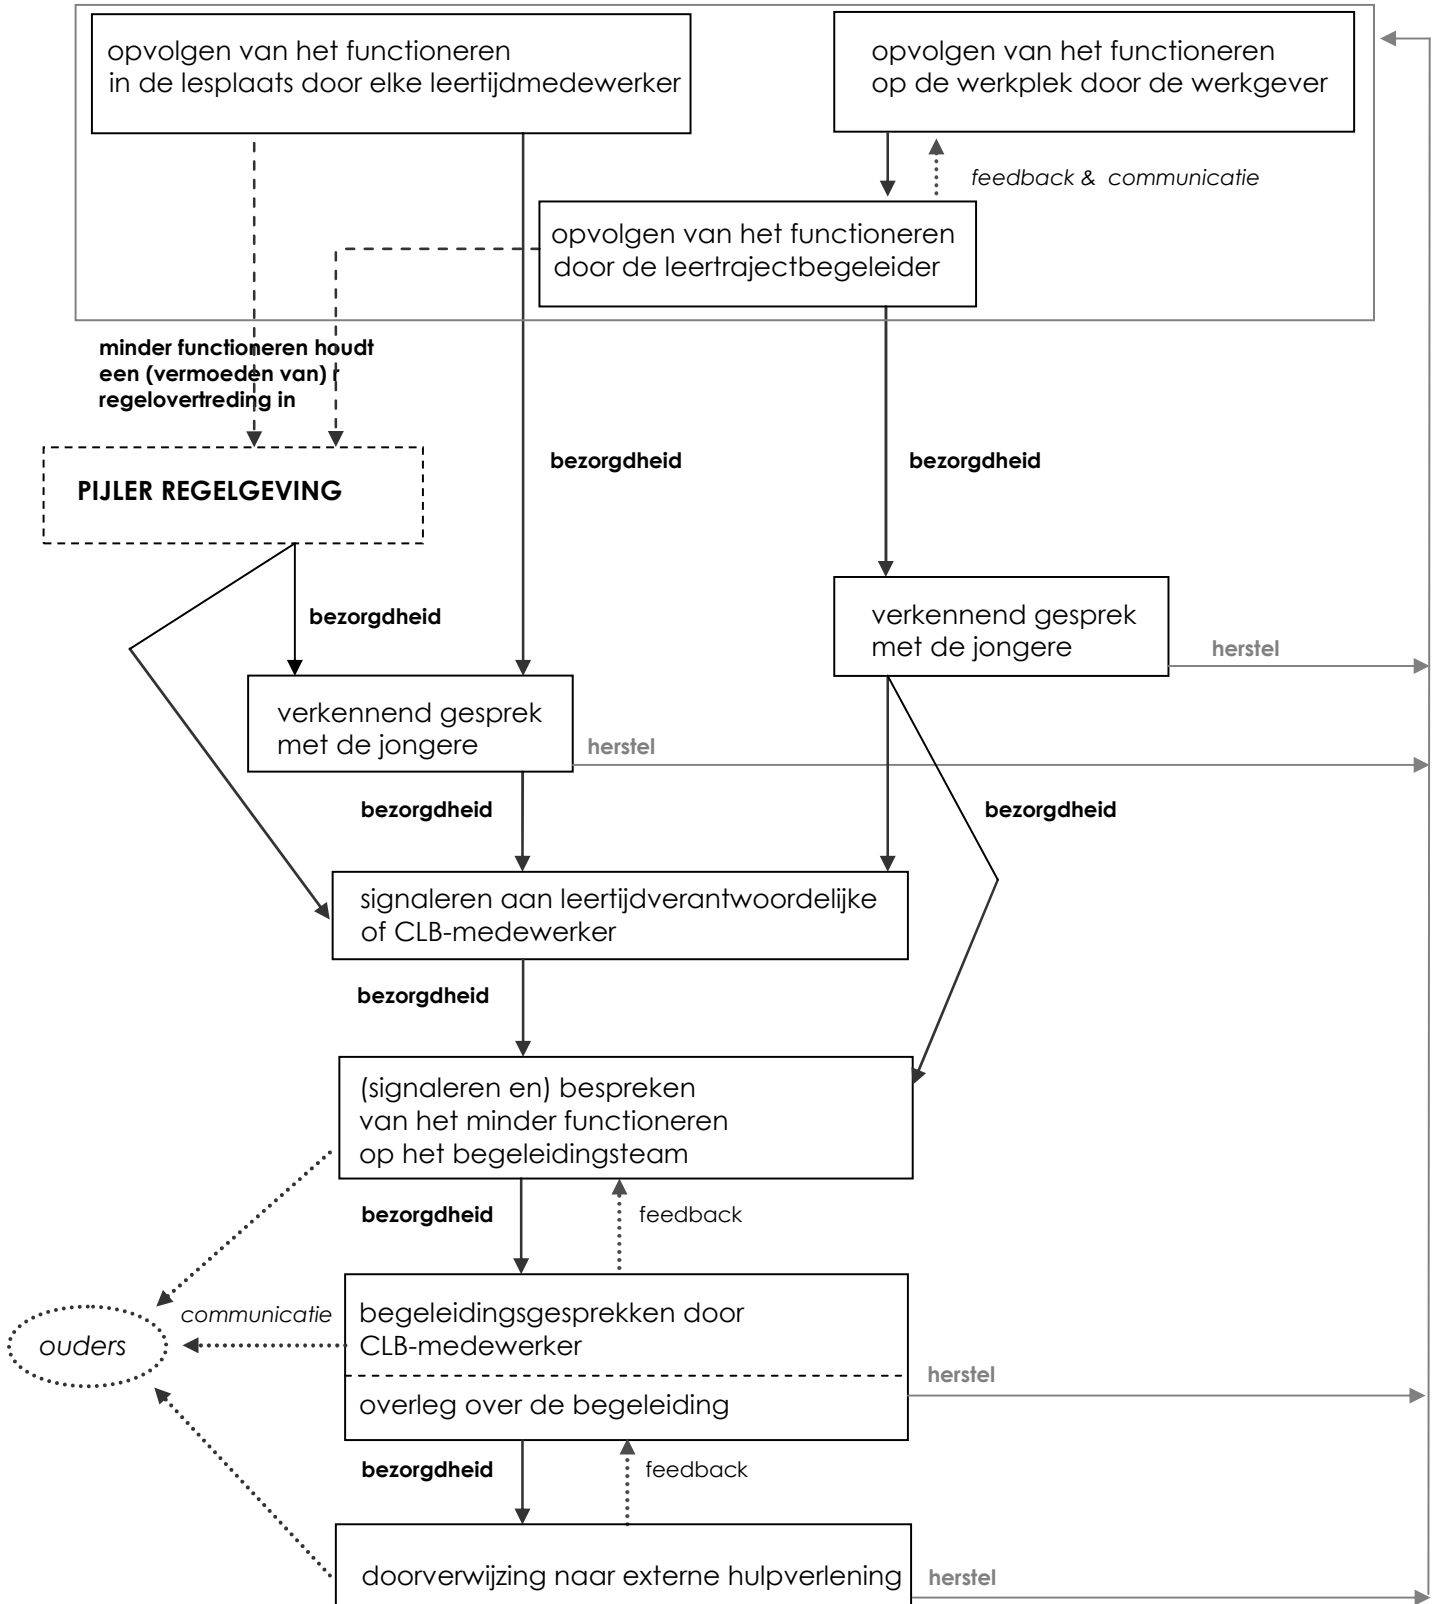 opvolgen van het functioneren
in de lesplaats door elke leertijdmedewerker
opvolgen van het functioneren
op de werkplek door de werkgever
feedback & communicatie
opvolgen van het functioneren
door de leertrajectbegeleider
minder functioneren houdt
een (vermoeden van) r
regelovertreding in
bezorgdheid
bezorgdheid
PIJLER REGELGEVING
bezorgdheid
verkennend gesprek
met de jongere
herstel
verkennend gesprek
met de jongere
herstel
bezorgdheid
bezorgdheid
signaleren aan leertijdverantwoordelijke
of CLB-medewerker
bezorgdheid
(signaleren en) bespreken
van het minder functioneren
op het begeleidingsteam
bezorgdheid
feedback
communicatie
ouders
begeleidingsgesprekken door
CLB-medewerker
herstel
overleg over de begeleiding
bezorgdheid
feedback
doorverwijzing naar externe hulpverlening
herstel